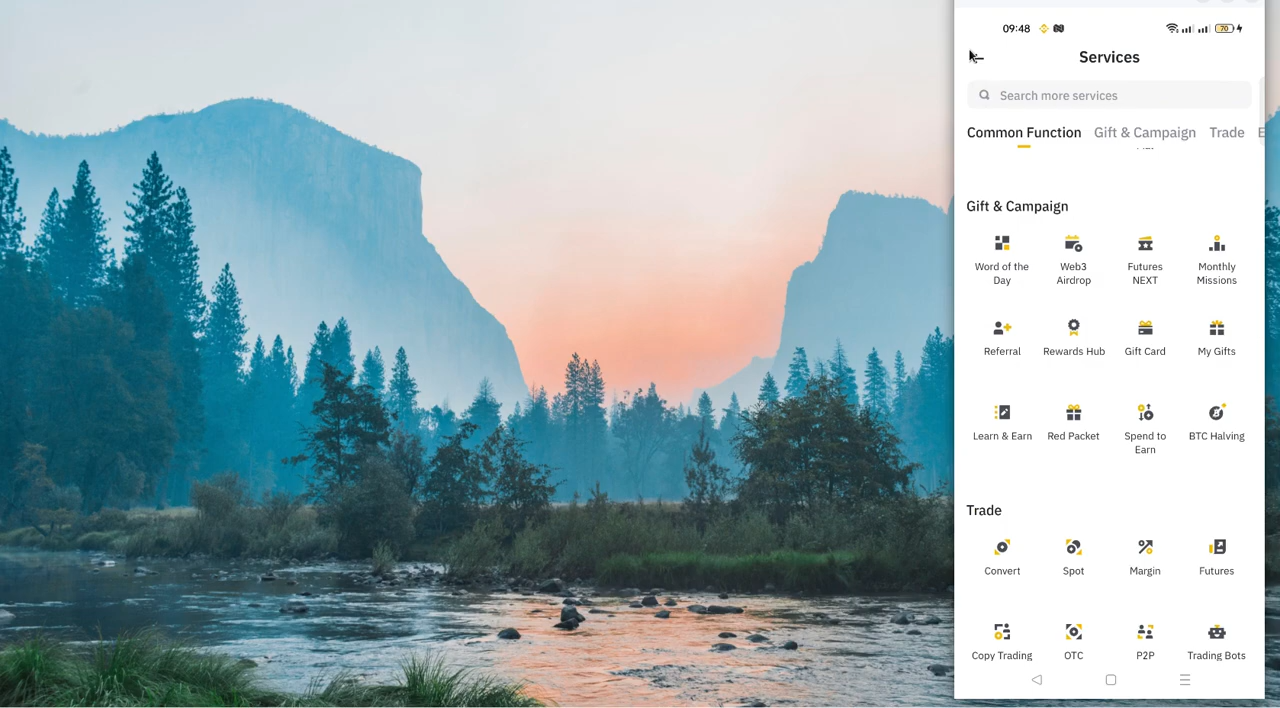 09:48
70
Services
Search more services
Common Function Gift & Campaign Trade
Gift & Campaign
Word of the Day
Web3 Airdrop
Futures NEXT
Monthly Missions
Referral
Rewards Hub
Gift Card
My Gifts
Learn & Earn
Red Packet
Spend to Earn
BTC Halving
Trade
Convert
Spot
Margin
Futures
Copy Trading
OTC
P2P
Trading Bots